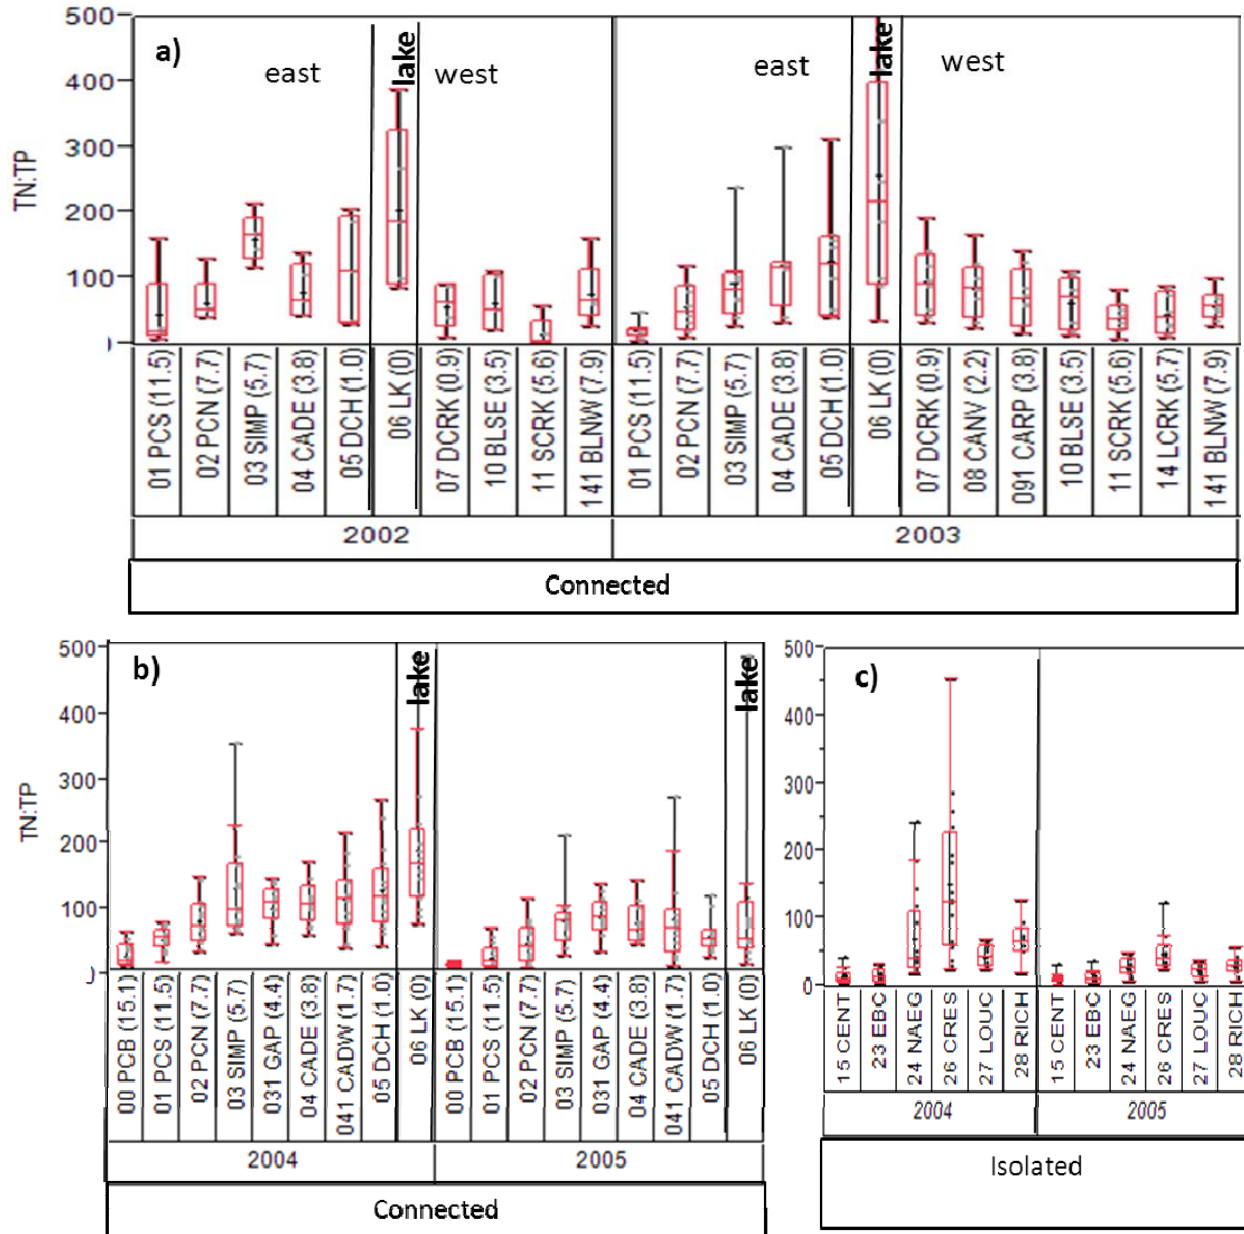 a)
500
400
300
200
100
TN:TP
east
lake
west
east
lake
west
01 PCS (11.5)
02 PCN (7.7)
03 SIMP (5.7)
04 CADE (3.8)
05 DCH (1.0)
06 LK (0)
07 DCRK (0.9)
10 BLSE (3.5)
11 SCRK (5.6)
141 BLNW (7.9)
01 PCS (11.5)
02 PCN (7.7)
03 SIMP (5.7)
04 CADE (3.8)
05 DCH (1.0)
06 LK (0)
07 DCRK (0.9)
08 CANV (2.2)
091 CARP (3.8)
10 BLSE (3.5)
11 SCRK (5.6)
14 LCRK (5.7)
141 BLNW (7.9)
2002
2003
Connected
b)
500
400
300
200
100
TN:TP
lake
lake
00 PCB (15.1)
01 PCS (11.5)
02 PCN (7.7)
03 SIMP (5.7)
031 GAP (4.4)
04 CADE (3.8)
041 CADW (1.7)
05 DCH (1.0)
06 LK (0)
00 PCB (15.1)
01 PCS (11.5)
02 PCN (7.7)
03 SIMP (5.7)
031 GAP (4.4)
04 CADE (3.8)
041 CADW (1.7)
05 DCH (1.0)
06 LK (0)
2004
2005
Connected
c)
500
400
300
200
100
0
15 CENT
23 EBC
24 NAEG
26 CRES
27 LOUC
28 RICH
15 CENT
23 EBC
24 NAEG
26 CRES
27 LOUC
28 RICH
2004
2005
Isolated